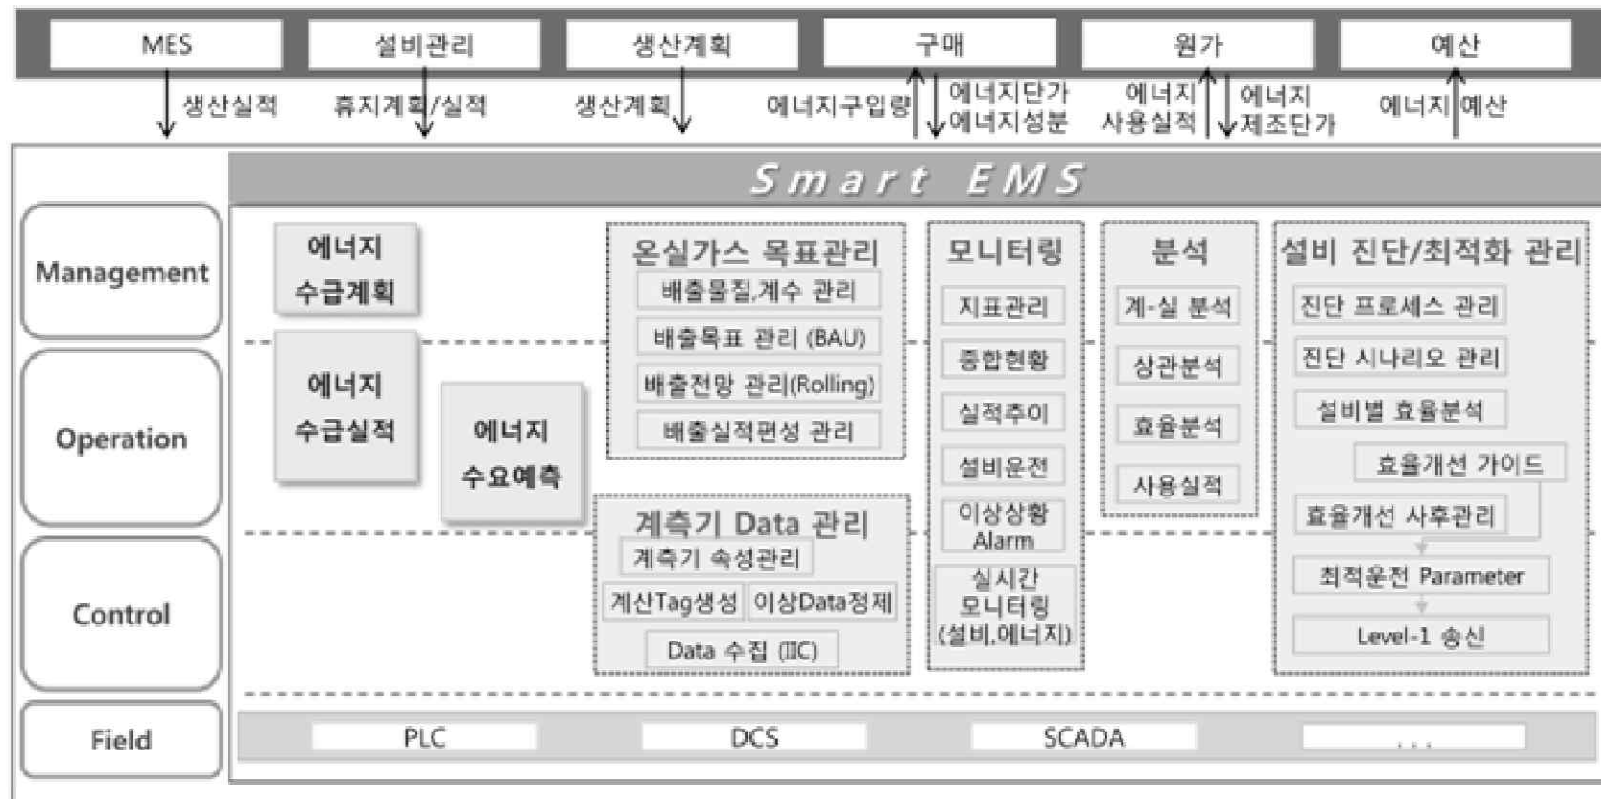 MES
설비관리
생산계획
구매
원가
예산
생산실적
휴지계획/실적
생산계획
에너지구입량
에너지단가
에너지성분
에너지
사용실적
에너지
제조단가
에너지 예산
Smart EMS
Management
Operation
Control
Field
에너지
수급계획
에너지
수급실적
에너지
수요예측
온실가스 목표관리
배출물질,계수 관리
배출목표 관리 (BAU)
배출전망 관리(Rolling)
배출실적편성 관리
계측기 Data 관리
계측기 속성관리
계산Tag생성
이상Data정제
Data 수집 (IIC)
모니터링
지표관리
종합현황
실적추이
설비운전
이상상황
Alarm
실시간
모니터링
(설비,에너지)
분석
계-실 분석
상관분석
효율분석
사용실적
설비 진단/최적화 관리
진단 프로세스 관리
진단 시나리오 관리
설비별 효율분석
효율개선 가이드
효율개선 사후관리
최적운전 Parameter
Level-1 송신
PLC
DCS
SCADA
...